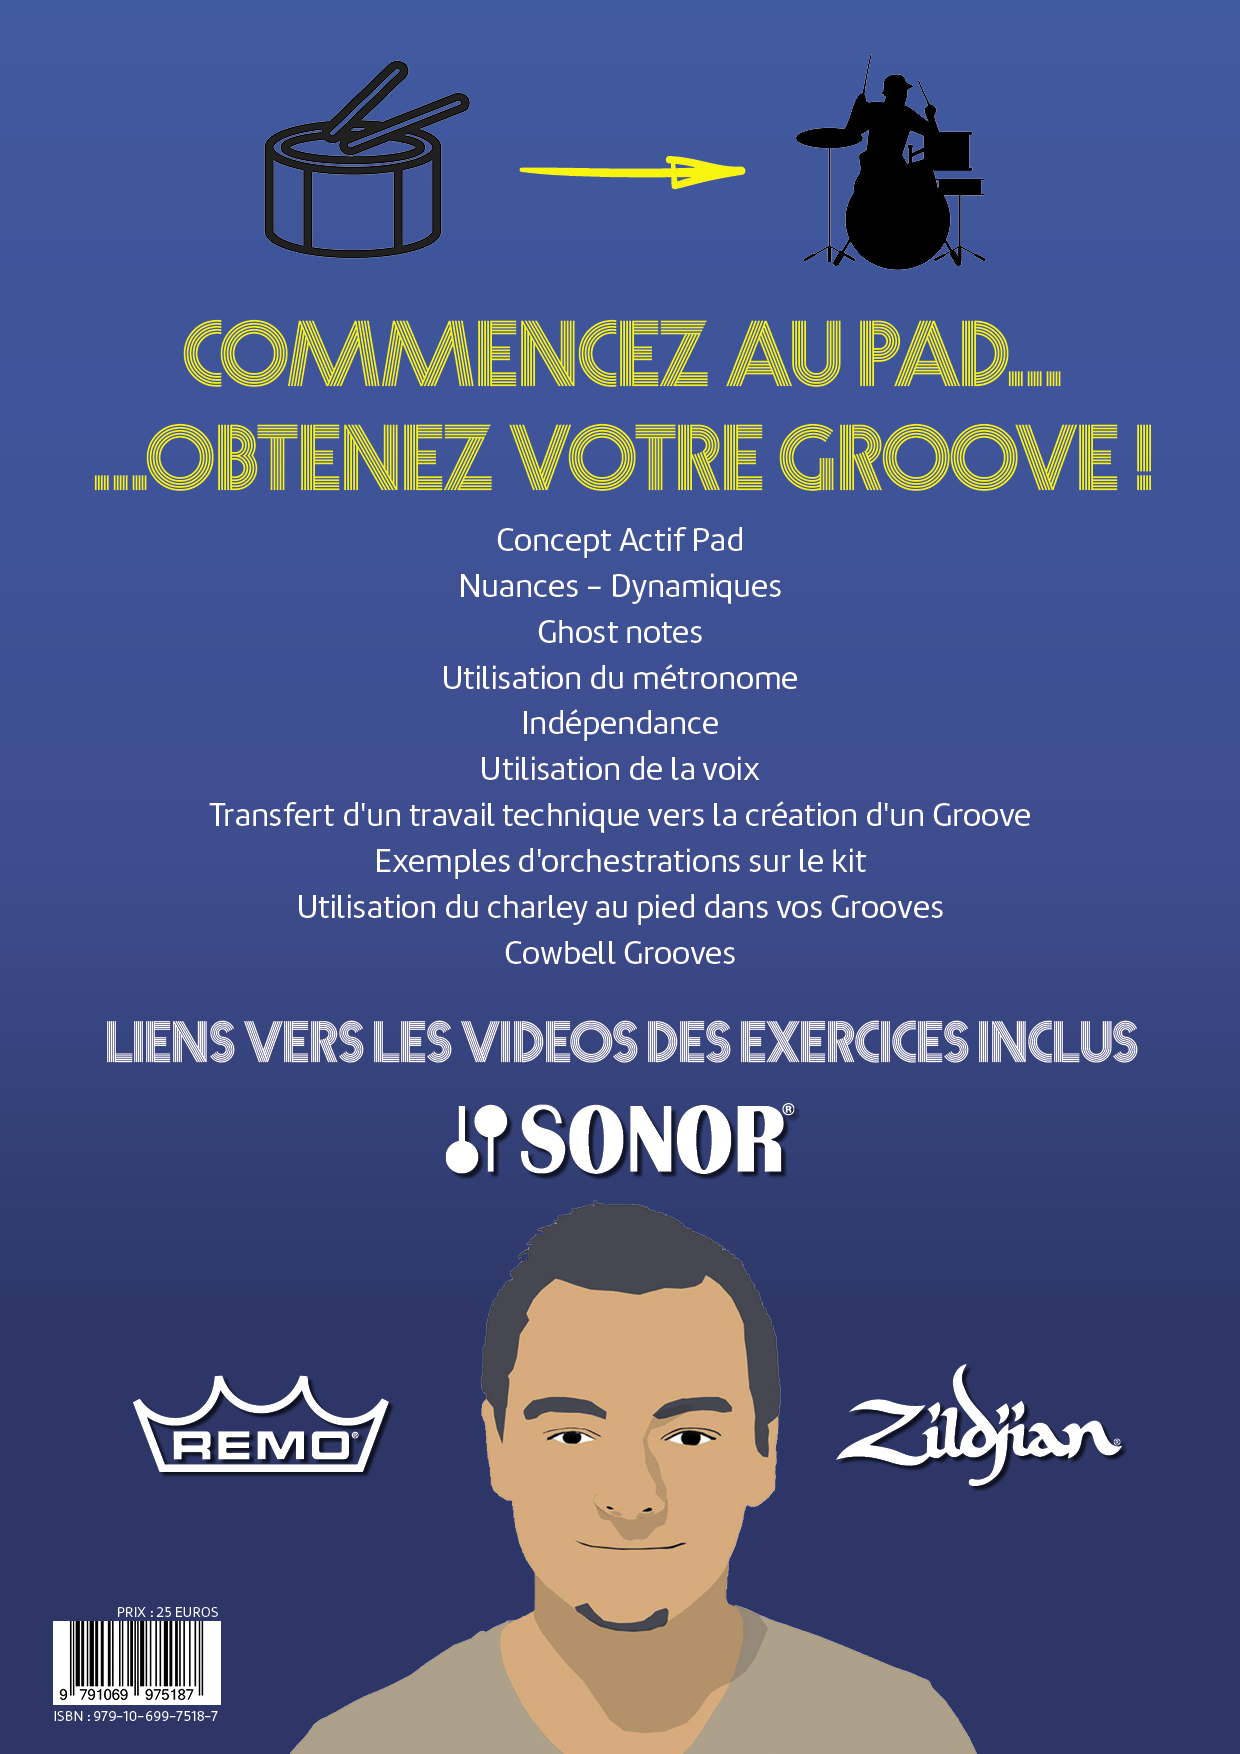 COMMENCEZ AU PAD...
...OBTENEZ VOTRE GROOVE !
Concept Actif Pad
Nuances – Dynamiques
Ghost notes
Utilisation du métronome
Indépendance
Utilisation de la voix
Transfert d'un travail technique vers la création d'un Groove
Exemples d'orchestrations sur le kit
Utilisation du charley au pied dans vos Grooves
Cowbell Grooves
LIENS VERS LES VIDEOS DES EXERCICES INCLUS
SONOR®
REMO®
Zildjian®
PRIX : 25 EUROS
9 791069 975187
ISBN : 979-10-699-7518-7